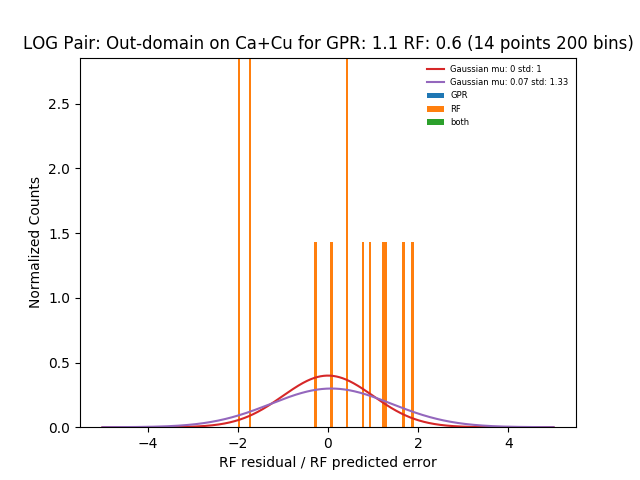 LOG Pair: Out-domain on Ca+Cu for GPR: 1.1 RF: 0.6 (14 points 200 bins)
Gaussian mu: 0 std: 1
Gaussian mu: 0.07 std: 1.33
GPR
RF
both
Normalized Counts
2.5
2.0
1.5
1.0
0.5
0.0
−4 −2 0 2 4
RF residual / RF predicted error